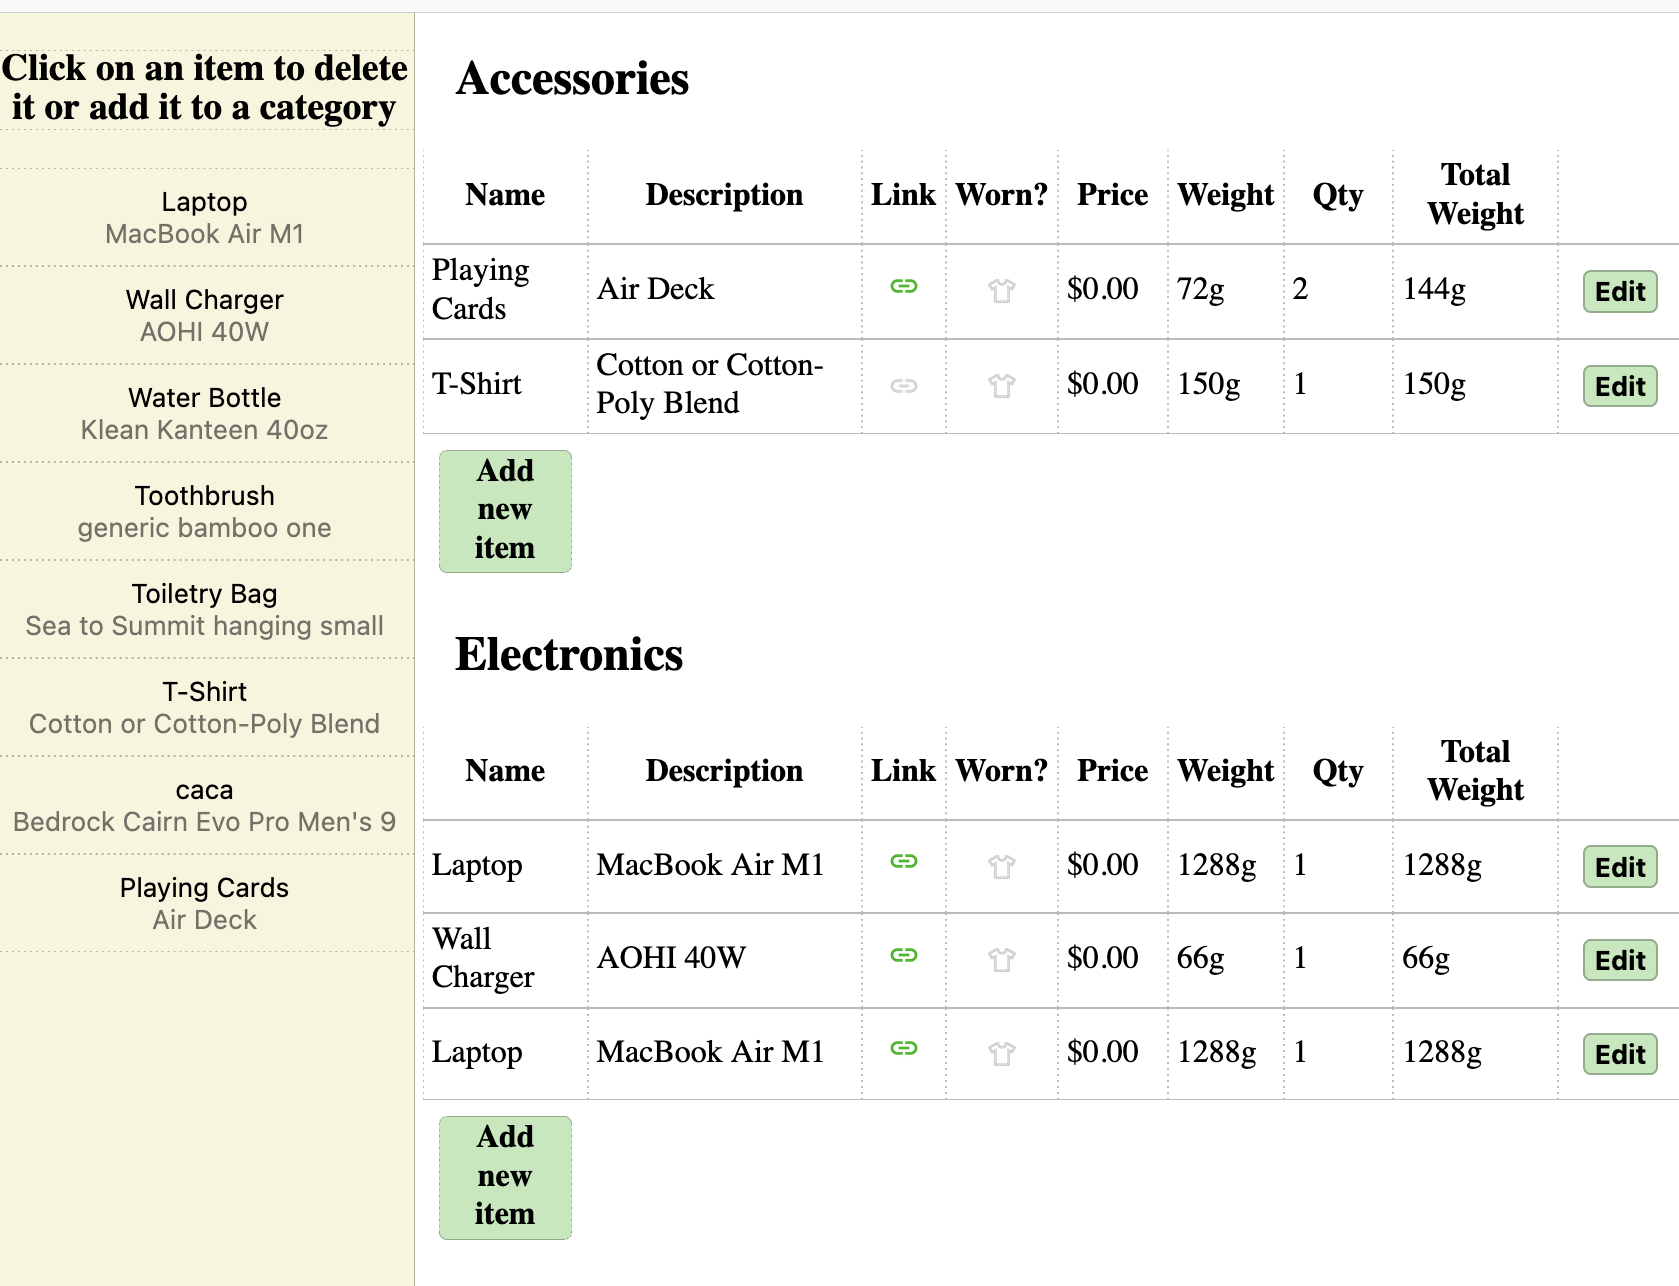 Click on an item to delete
it or add it to a category
Laptop
MacBook Air M1
Wall Charger
AOHI 40W
Water Bottle
Klean Kanteen 40oz
Toothbrush
generic bamboo one
Toiletry Bag
Sea to Summit hanging small
T-Shirt
Cotton or Cotton-Poly Blend
caca
Bedrock Cairn Evo Pro Men's 9
Playing Cards
Air Deck
Accessories
Name Description Link Worn? Price Weight Qty Total
Weight
Playing
Cards Air Deck $0.00 72g 2 144g Edit
T-Shirt Cotton or Cotton-
Poly Blend $0.00 150g 1 150g Edit
Add
new
item
Electronics
Name Description Link Worn? Price Weight Qty Total
Weight
Laptop MacBook Air M1 $0.00 1288g 1 1288g Edit
Wall
Charger AOHI 40W $0.00 66g 1 66g Edit
Laptop MacBook Air M1 $0.00 1288g 1 1288g Edit
Add
new
item